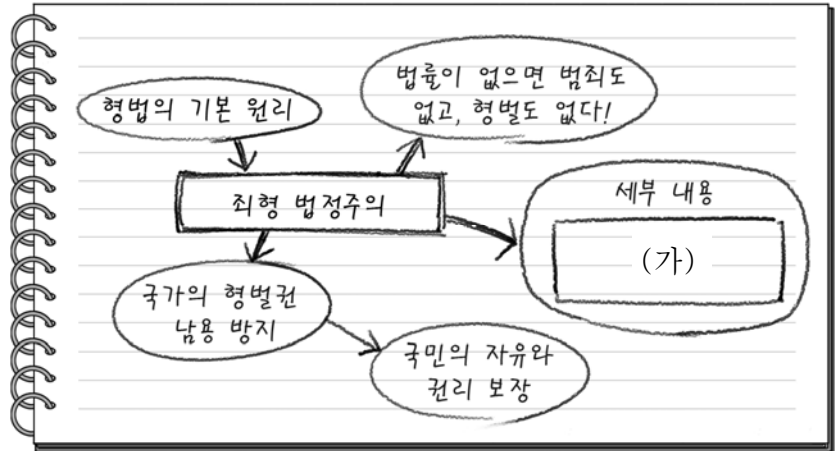 형법의 기본 원리
법률이 없으면 범죄도
없고, 형벌도 없다!
죄형 법정주의
세부 내용
(가)
국가의 형벌권
남용 방지
국민의 자유와
권리 보장